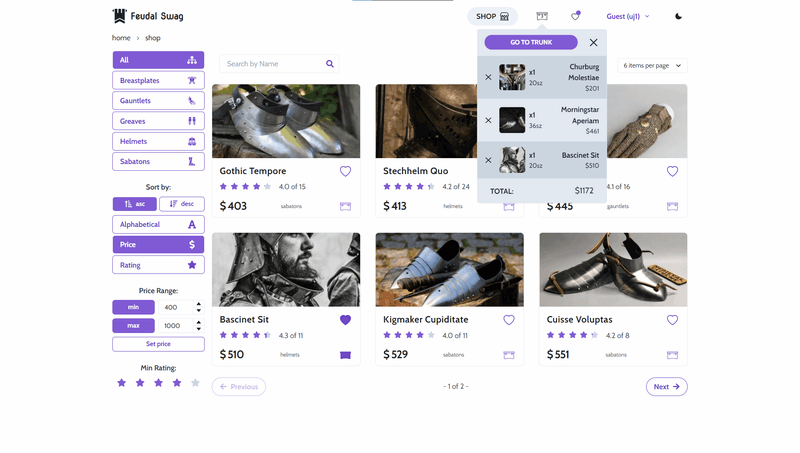 Feudal Swag
SHOP
Guest (uj1)
home > shop
GO TO TRUNK
x1
20sz
Churburg
Molestiae
$201
x1
36sz
Morningstar
Aperiam
$461
x1
20sz
Bascinet Sit
$510
TOTAL:
$1172
All
Breastplates
Gauntlets
Greaves
Helmets
Sabatons
Sort by:
asc
desc
Alphabetical
Price
Rating
Price Range:
min
400
max
1000
Set price
Min Rating:
Search by Name
6 items per page
Gothic Tempore
4.0 of 15
$403
sabatons
Stechhelm Quo
4.2 of 24
$413
helmets
4.1 of 16
$445
gauntlets
Bascinet Sit
4.3 of 11
$510
helmets
Kigmaker Cupiditate
4.0 of 11
$529
sabatons
Cuisse Voluptas
4.2 of 8
$551
sabatons
Previous
- 1 of 2 -
Next